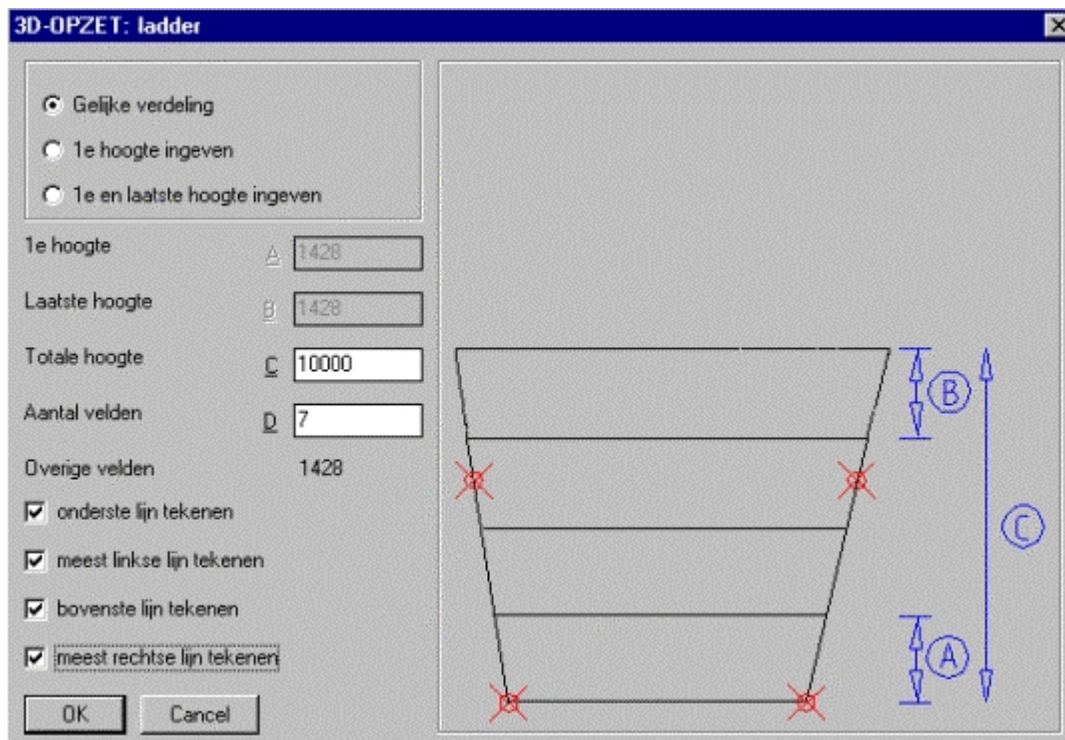 3D-OPZET: ladder
Gelijke verdeling
1e hoogte ingeven
1e en laatste hoogte ingeven
1e hoogte A 1428
Laatste hoogte B 1428
Totale hoogte C 10000
Aantal velden D 7
Overige velden 1428
onderste lijn tekenen
meest linkse lijn tekenen
bovenste lijn tekenen
meest rechtse lijn tekenen
OK Cancel
B
C
A